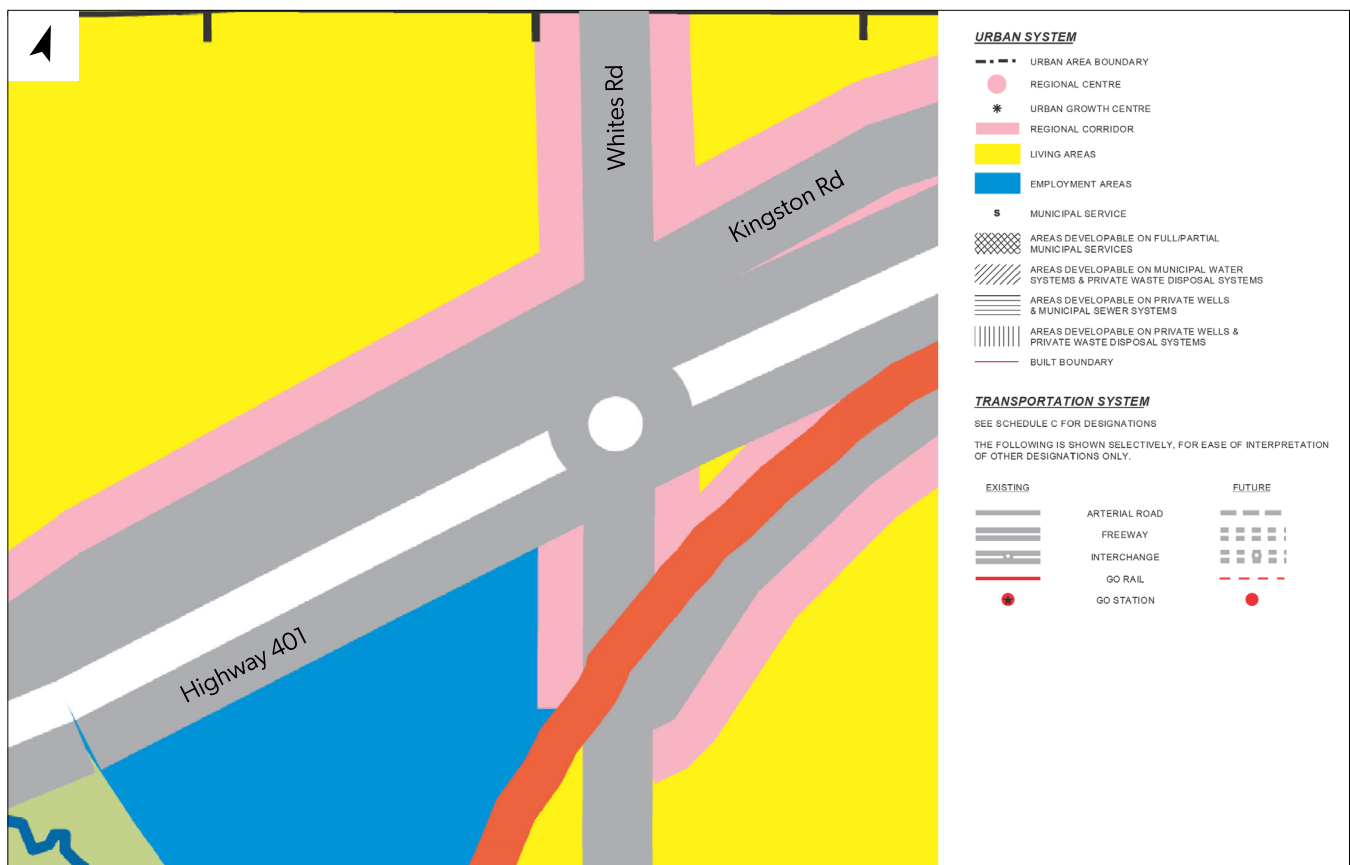 Whites Rd
Kingston Rd
Highway 401
URBAN SYSTEM
URBAN AREA BOUNDARY
REGIONAL CENTRE
URBAN GROWTH CENTRE
REGIONAL CORRIDOR
LIVING AREAS
EMPLOYMENT AREAS
S MUNICIPAL SERVICE
AREAS DEVELOPABLE ON FULL/PARTIAL
MUNICIPAL SERVICES
AREAS DEVELOPABLE ON MUNICIPAL WATER
SYSTEMS & PRIVATE WASTE DISPOSAL SYSTEMS
AREAS DEVELOPABLE ON PRIVATE WELLS
& MUNICIPAL SEWER SYSTEMS
AREAS DEVELOPABLE ON PRIVATE WELLS &
PRIVATE WASTE DISPOSAL SYSTEMS
BUILT BOUNDARY
TRANSPORTATION SYSTEM
SEE SCHEDULE C FOR DESIGNATIONS
THE FOLLOWING IS SHOWN SELECTIVELY, FOR EASE OF INTERPRETATION
OF OTHER DESIGNATIONS ONLY.
EXISTING FUTURE
ARTERIAL ROAD
FREEWAY
INTERCHANGE
GO RAIL
GO STATION